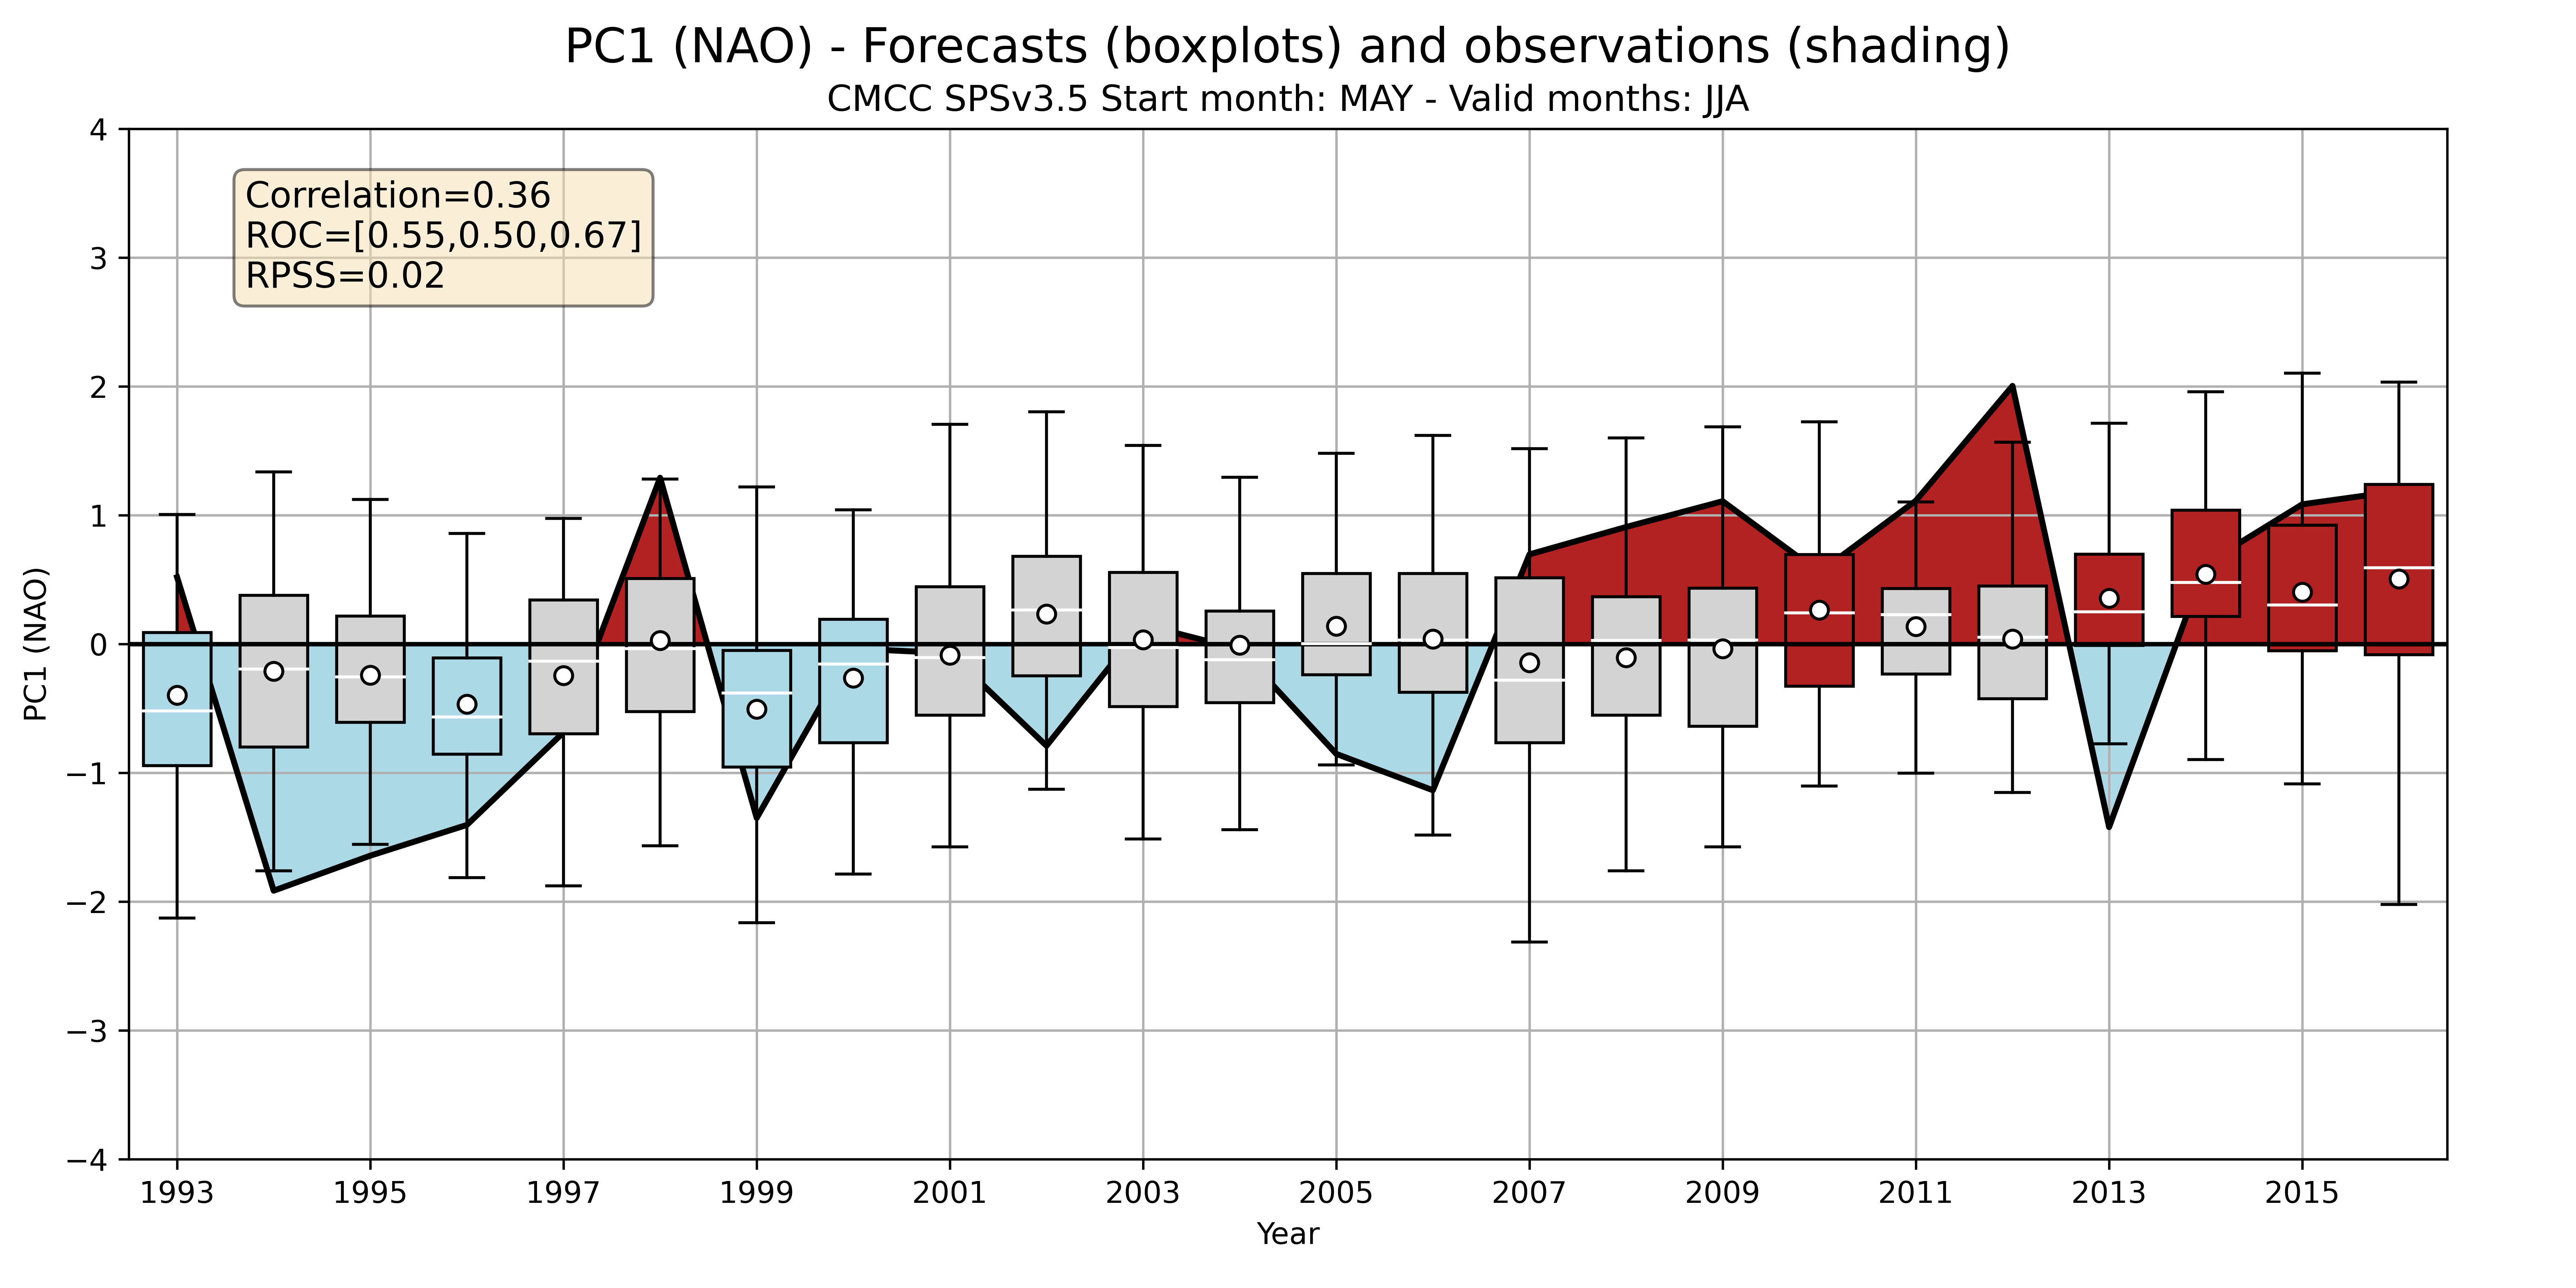 PC1 (NAO) - Forecasts (boxplots) and observations (shading)
CMCC SPSv3.5 Start month: MAY - Valid months: JJA
Correlation=0.36
ROC=[0.55,0.50,0.67]
RPSS=0.02
PC1 (NAO)
4
3
2
1
0
−1
−2
−3
−4
1993 1995 1997 1999 2001 2003 2005 2007 2009 2011 2013 2015
Year